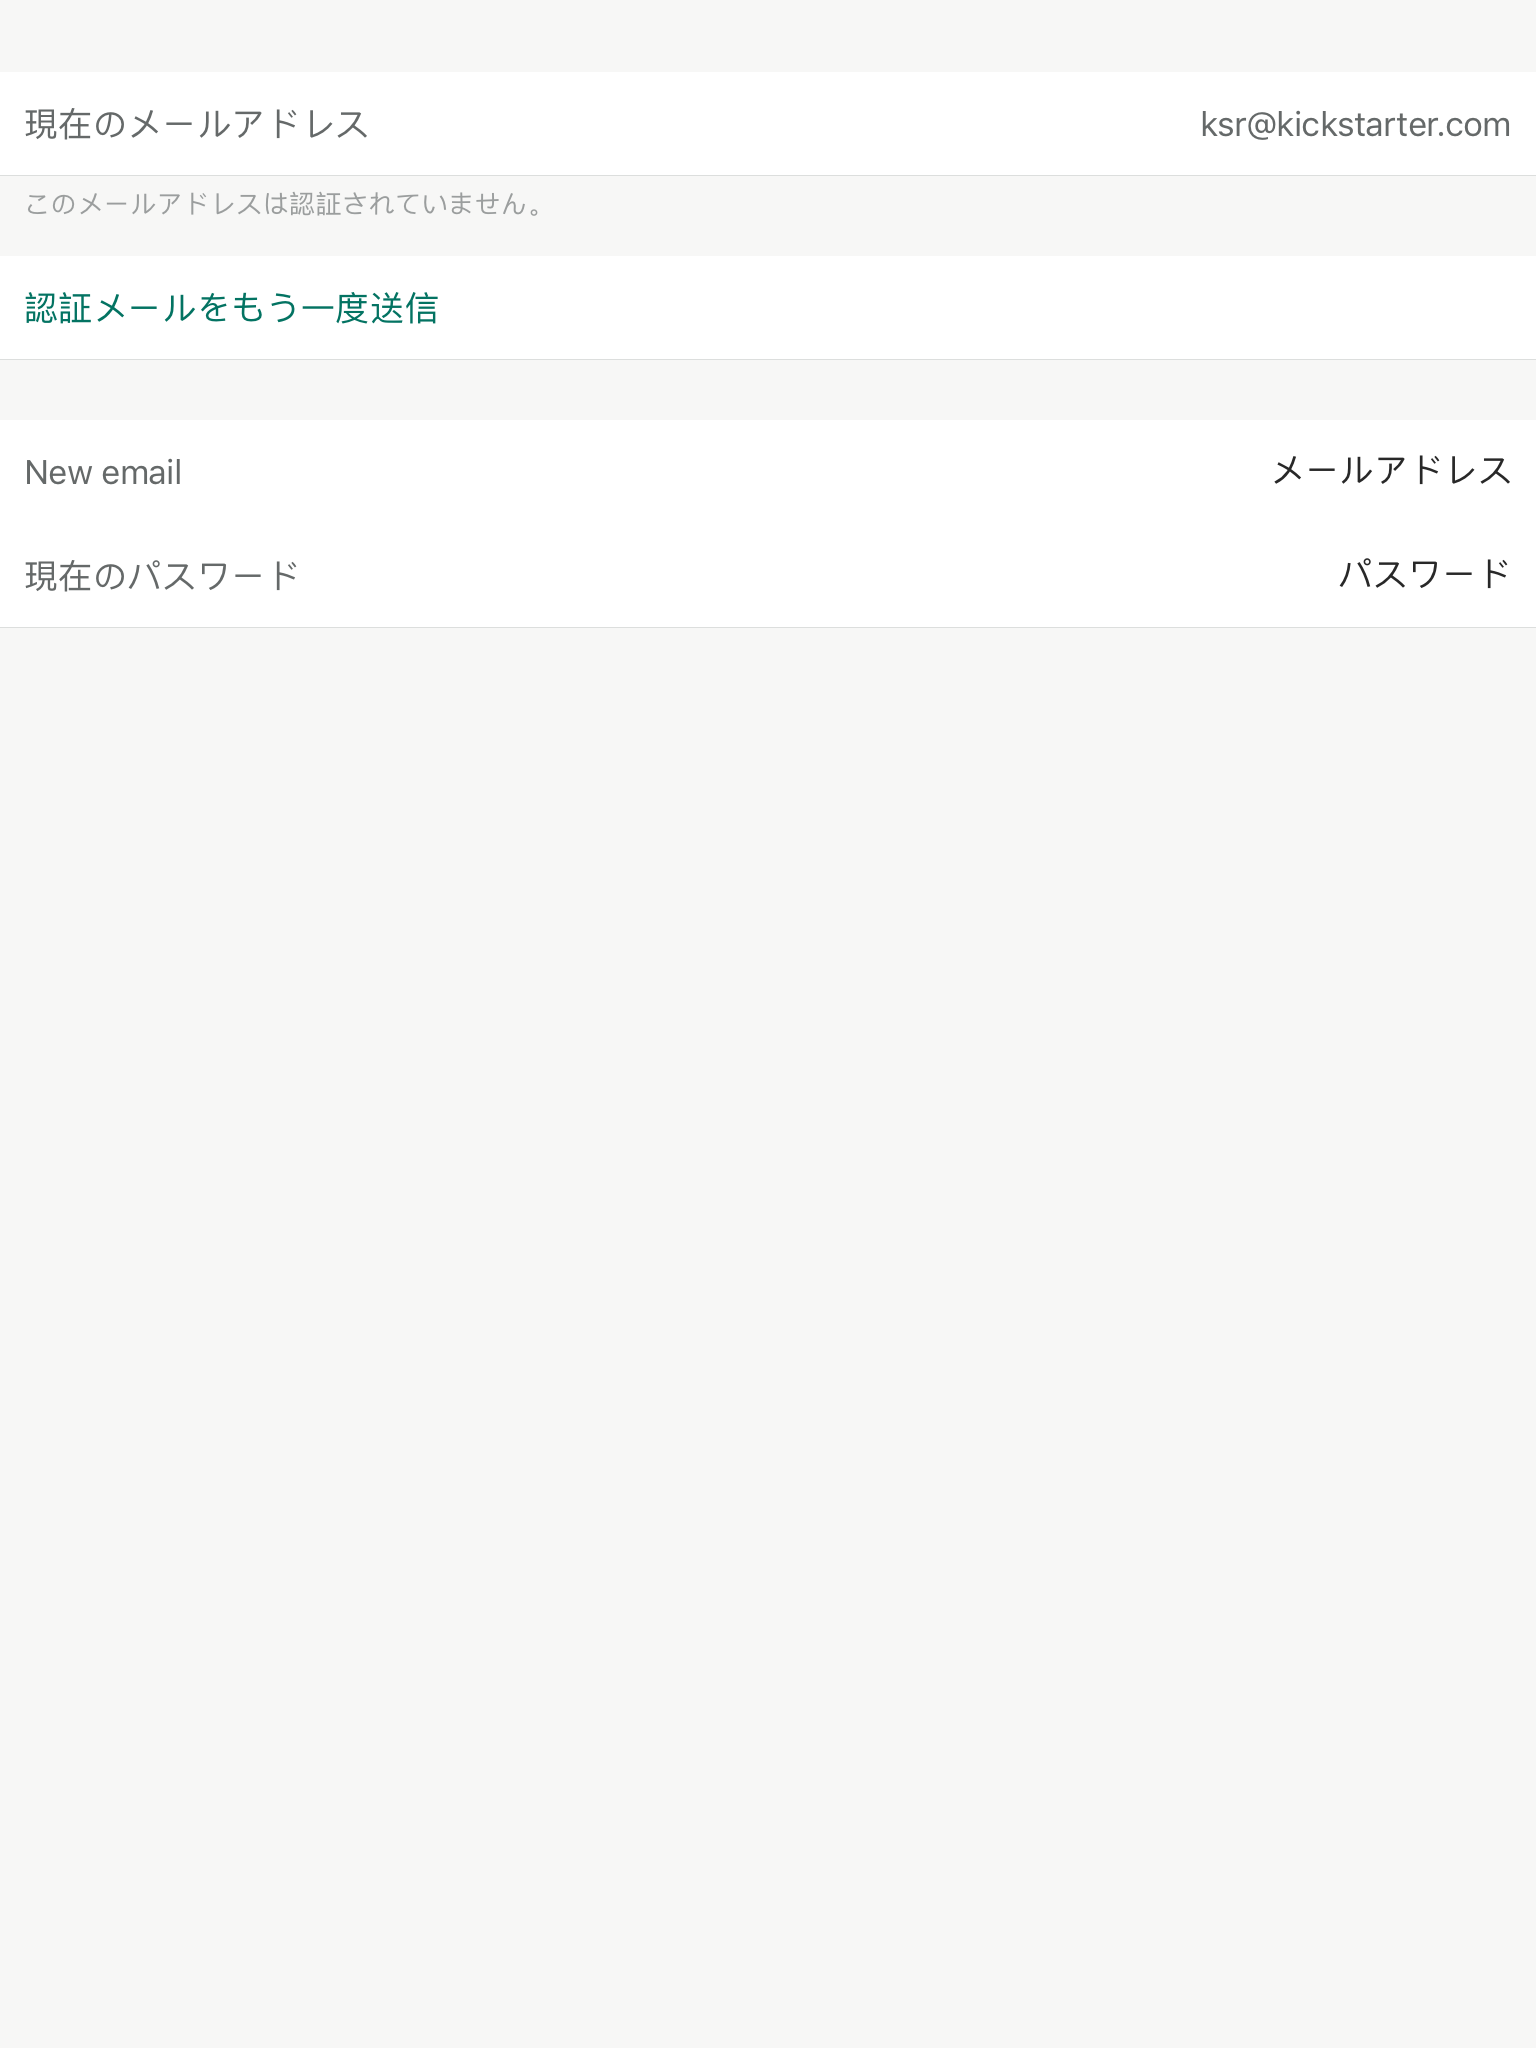 現在のメールアドレス ksr@kickstarter.com
このメールアドレスは認証されていません。
認証メールをもう一度送信
New email メールアドレス
現在のパスワード パスワード